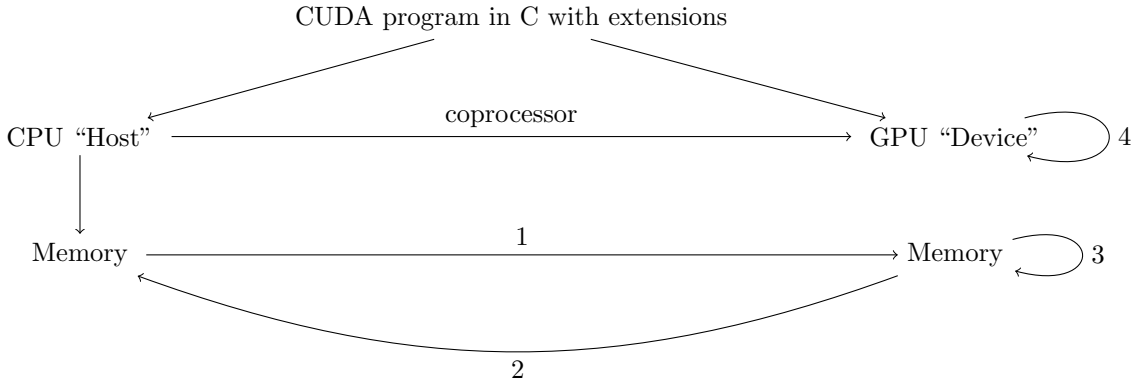 CUDA program in C with extensions
coprocessor
CPU “Host”
GPU “Device”
4
1
Memory
Memory
3
2